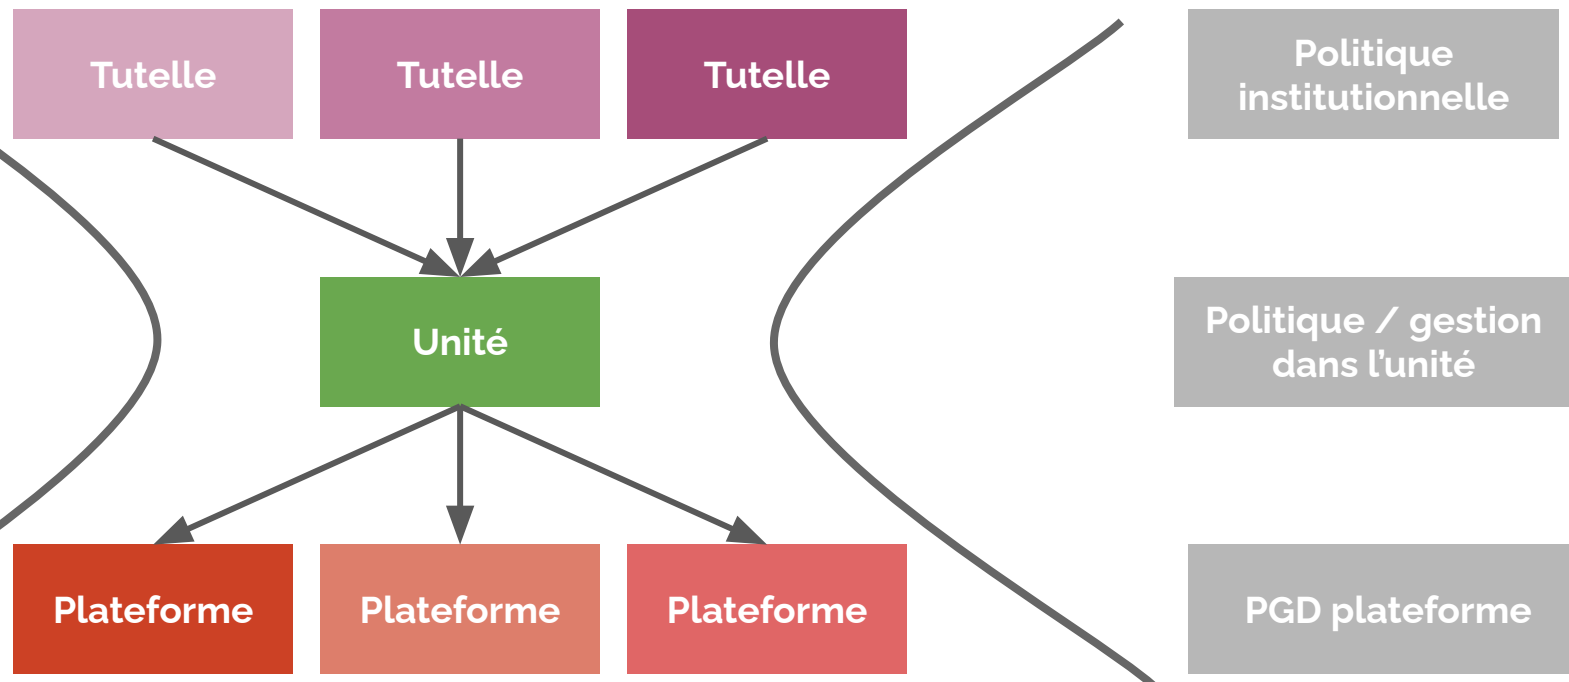 Tutelle
Tutelle
Tutelle
Politique
institutionnelle
Unité
Politique / gestion
dans l'unité
Plateforme
Plateforme
Plateforme
PGD plateforme